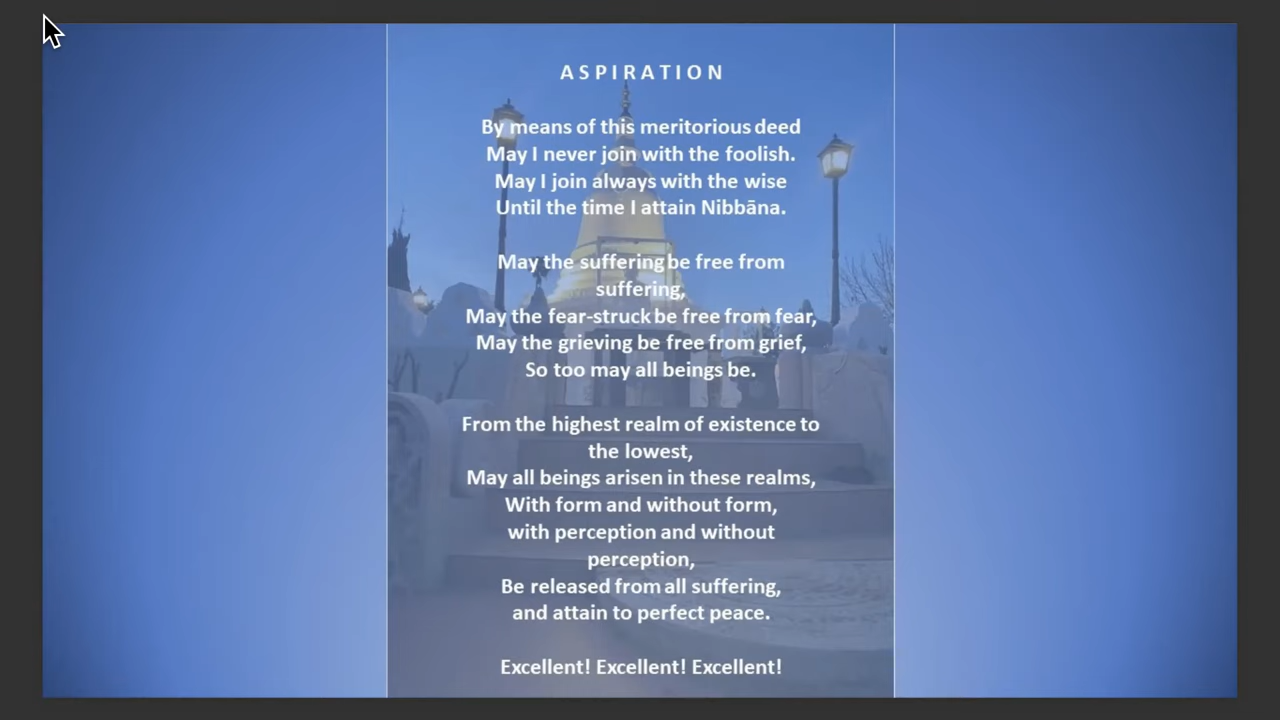 ASPIRATION
By means of this meritorious deed
May I never join with the foolish.
May I join always with the wise
Until the time I attain Nibbāna.
May the suffering be free from
suffering,
May the fear-struck be free from fear,
May the grieving be free from grief,
So too may all beings be.
From the highest realm of existence to
the lowest,
May all beings arisen in these realms,
With form and without form,
with perception and without
perception,
Be released from all suffering,
and attain to perfect peace.
Excellent! Excellent! Excellent!